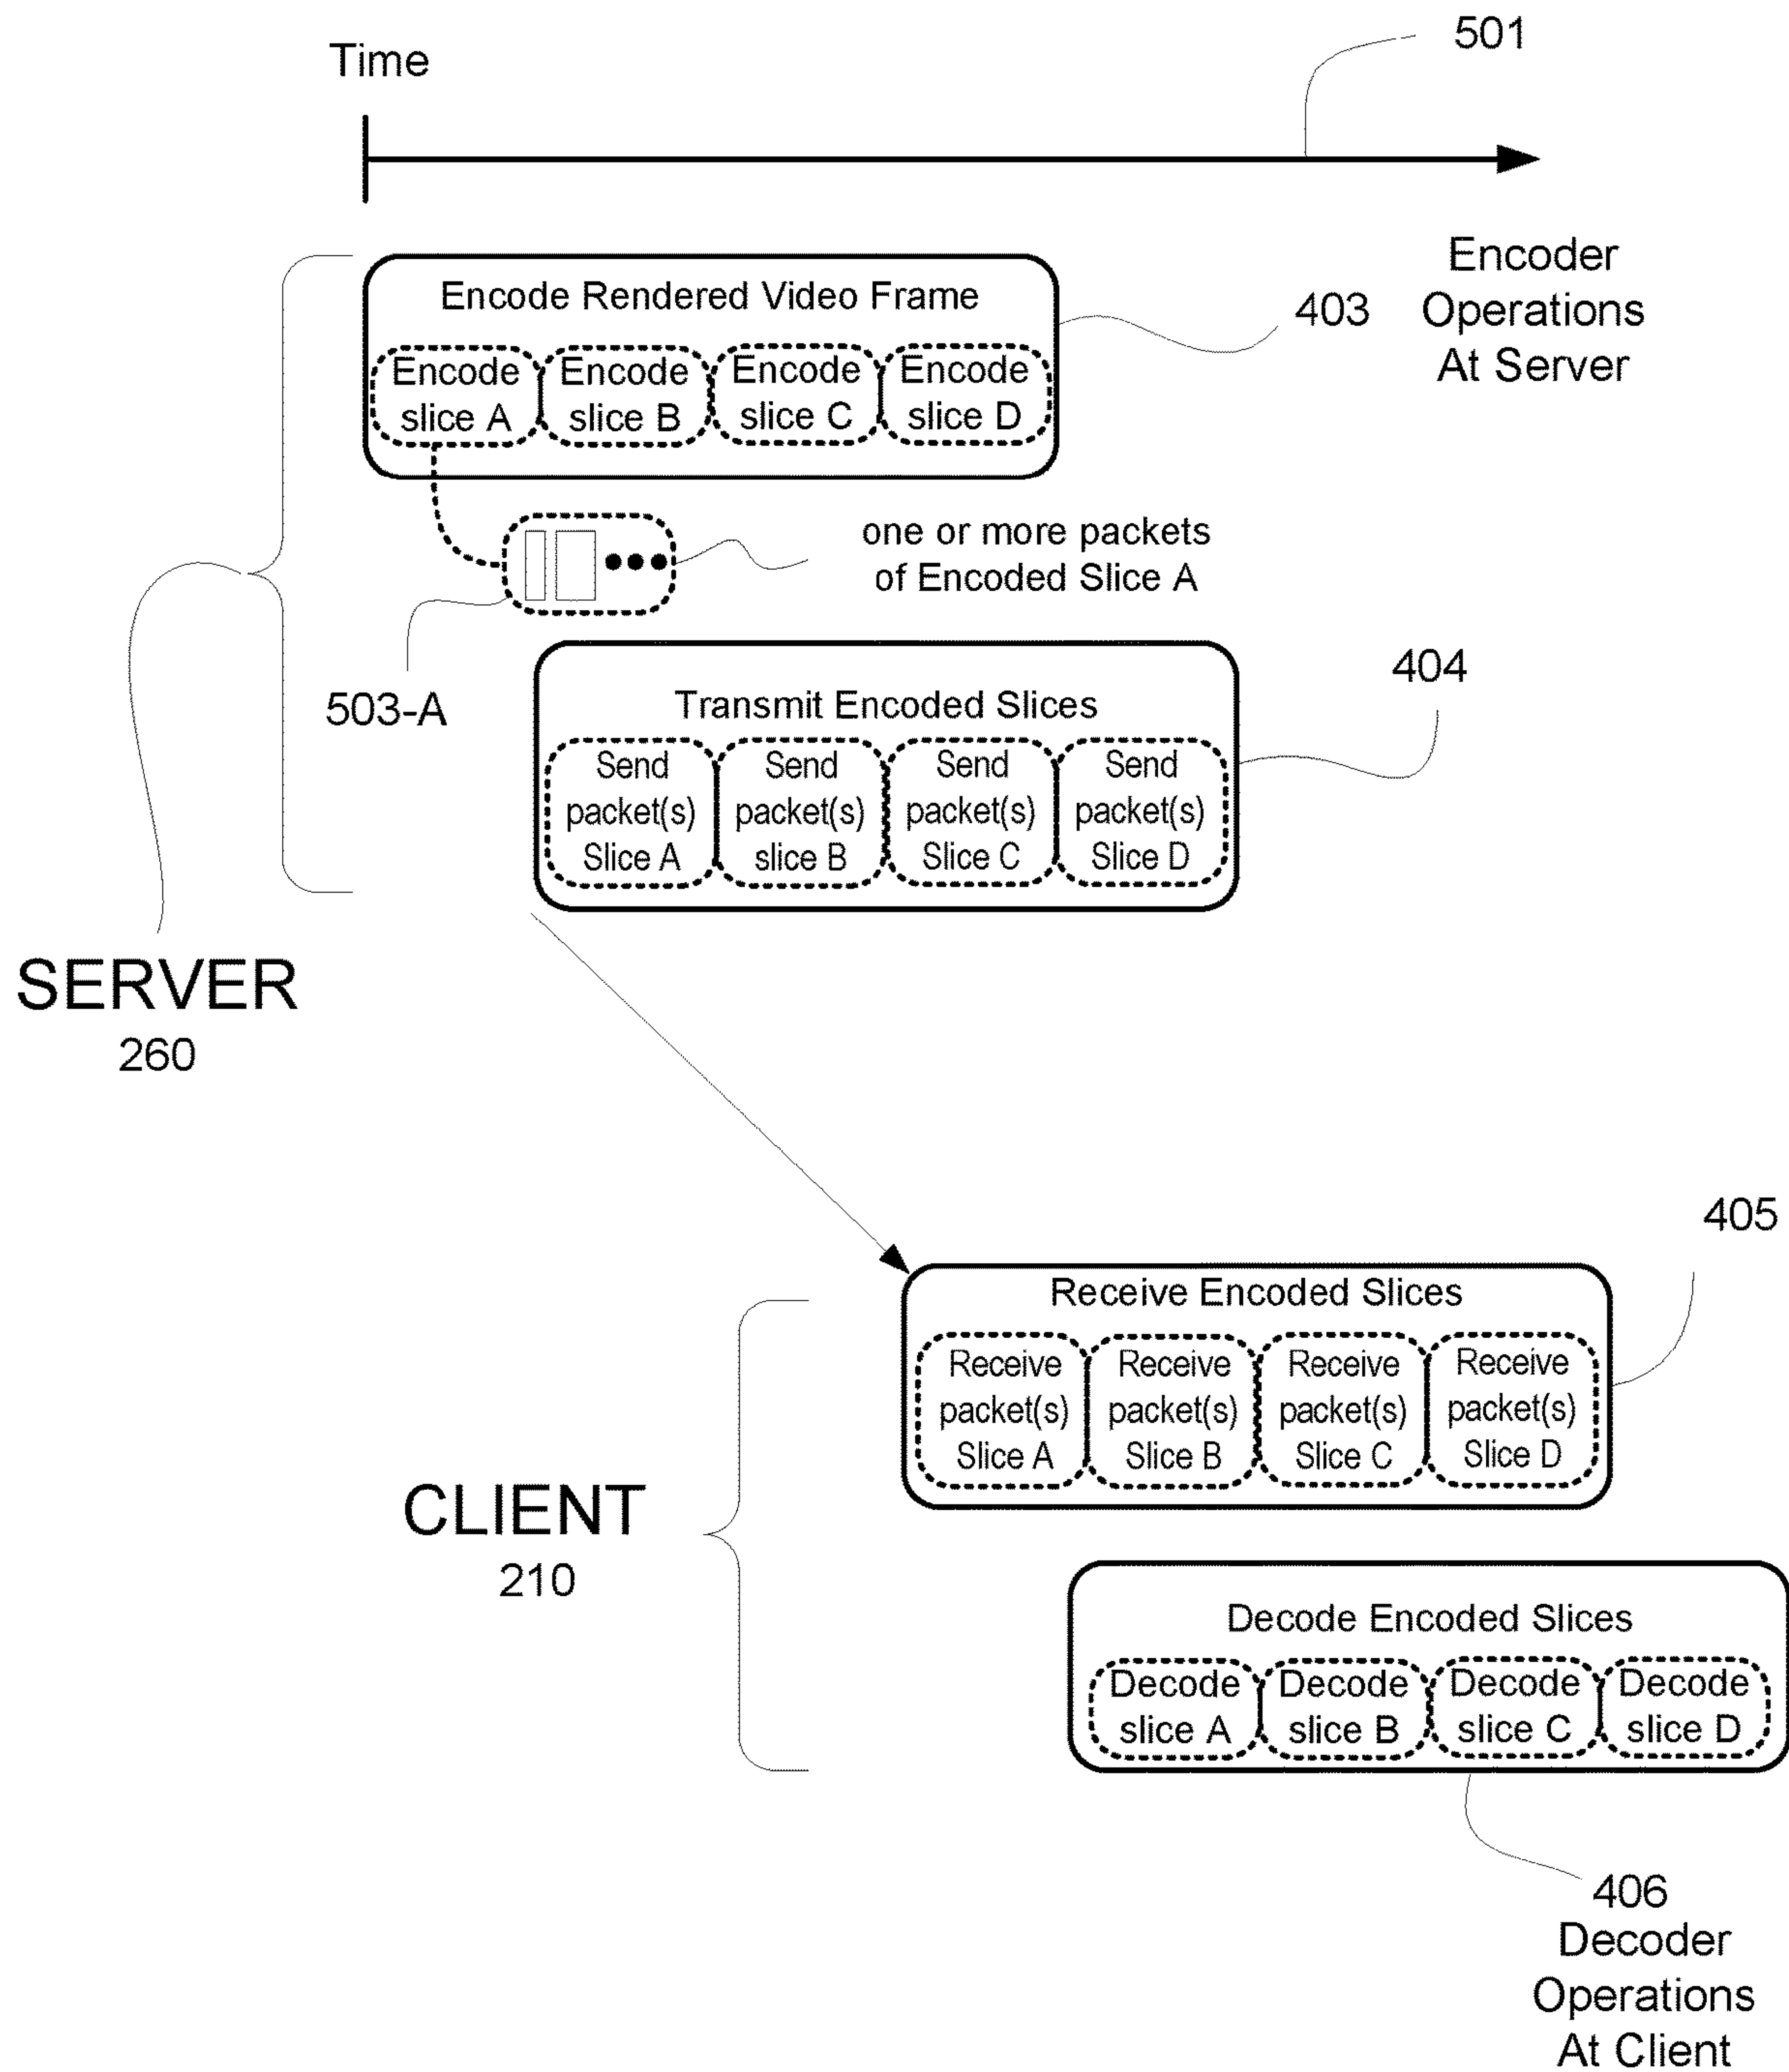 501
Time
Encoder
Operations
At Server
Encode Rendered Video Frame
403
Encode
slice A
Encode
slice B
Encode
slice C
Encode
slice D
one or more packets
of Encoded Slice A
503-A
404
Transmit Encoded Slices
Send
packet(s)
Slice A
Send
packet(s)
slice B
Send
packet(s)
Slice C
Send
packet(s)
Slice D
SERVER
260
405
Receive Encoded Slices
Receive
packet(s)
Slice A
Receive
packet(s)
Slice B
Receive
packet(s)
Slice C
Receive
packet(s)
Slice D
CLIENT
210
Decode Encoded Slices
Decode
slice A
Decode
slice B
Decode
slice C
Decode
slice D
406
Decoder
Operations
At Client